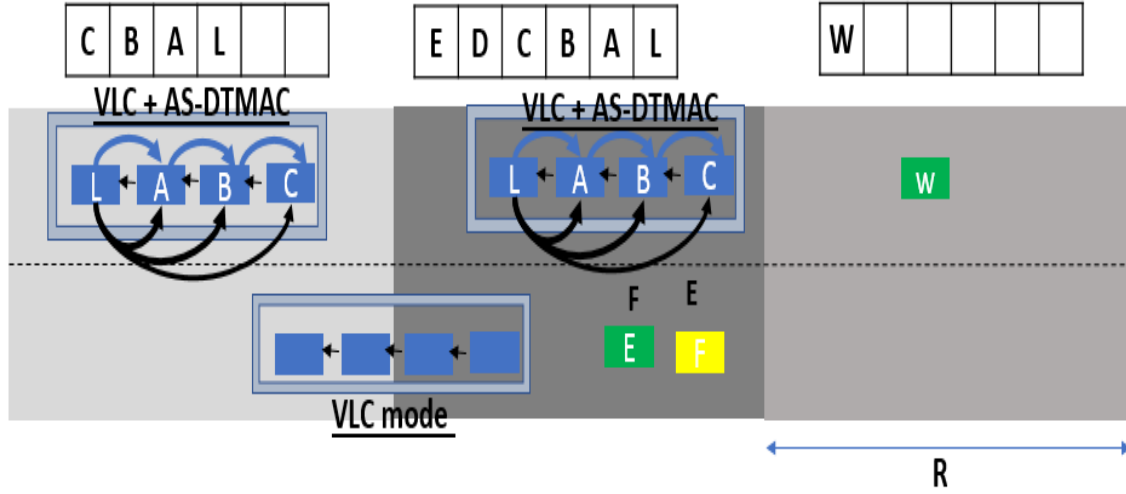 C B A L
E D C B A L
W
VLC + AS-DTMAC
VLC + AS-DTMAC
L A B C
L A B C
W
F E
E F
VLC mode
R